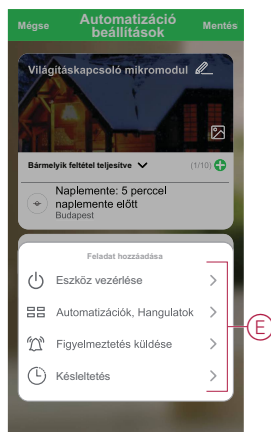 Mégse
Automatizáció
beállítások
Mentés
Világításkapcsoló mikromodul
Bármelyik feltétel teljesítve
(1/10)
Naplemente: 5 perccel
naplemente előtt
Budapest
Feladat hozzáadása
Eszköz vezérlése
Automatizációk, Hangulatok
Figyelmeztetés küldése
Késleltetés
E